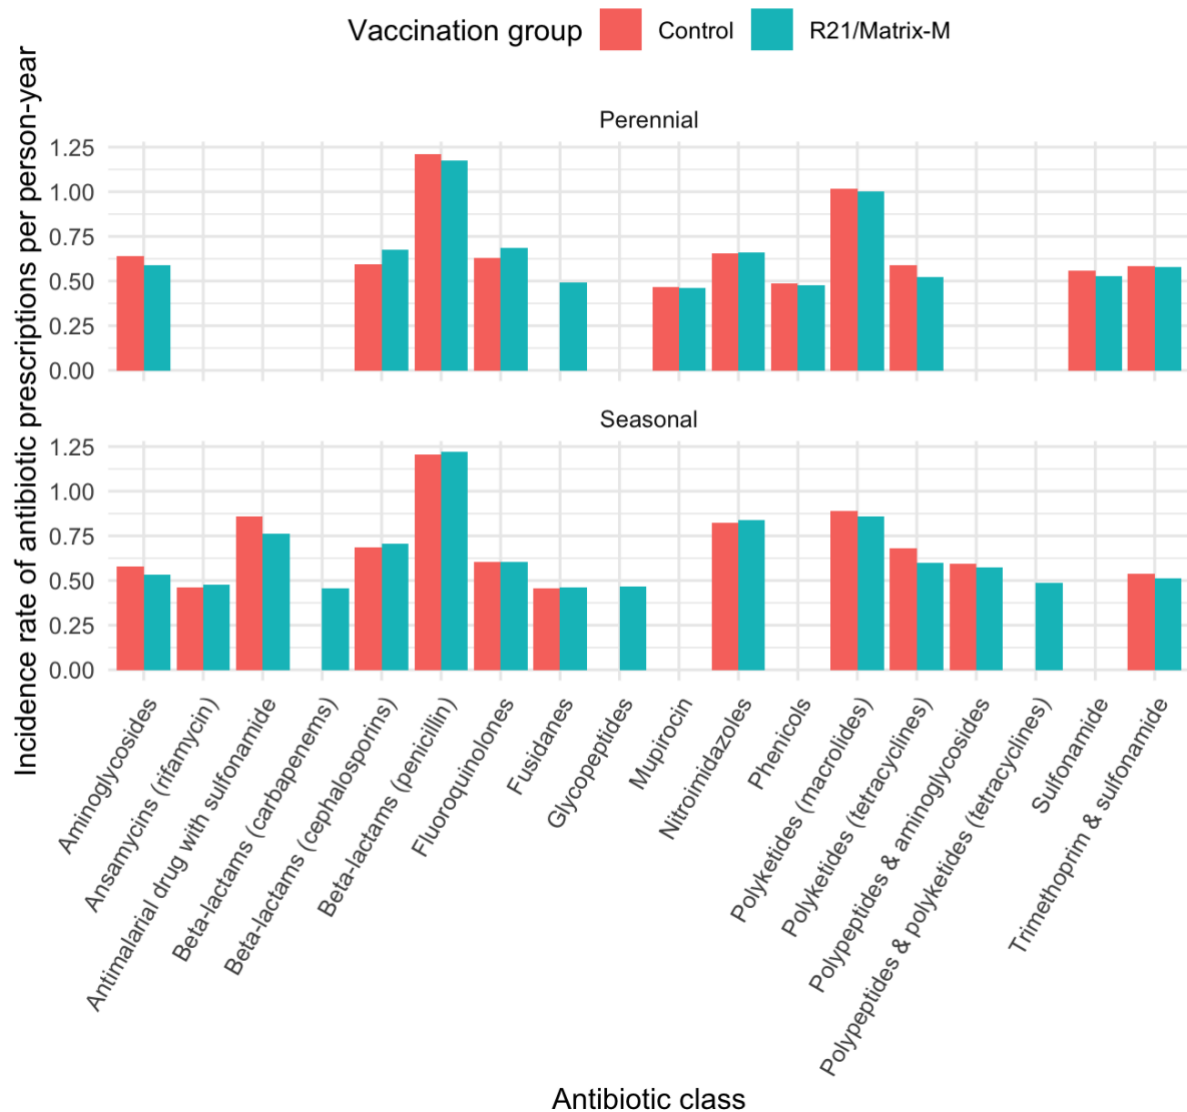 Vaccination group Control R21/Matrix-M
Incidence rate of antibiotic prescriptions per person-year
Perennial
1.25
1.00
0.75
0.50
0.25
0.00
Seasonal
1.25
1.00
0.75
0.50
0.25
0.00
Aminoglycosides
Ansamycins (rifamycin)
Antimalarial drug with sulfonamide
Beta-lactams (carbapenems)
Beta-lactams (cephalosporins)
Beta-lactams (penicillin)
Fluoroquinolones
Fusidanes
Glycopeptides
Mupirocin
Nitroimidazoles
Phenicols
Polyketides (macrolides)
Polyketides (tetracyclines)
Polypeptides & aminoglycosides
Polypeptides & polyketides (tetracyclines)
Sulfonamide
Trimethoprim & sulfonamide
Antibiotic class